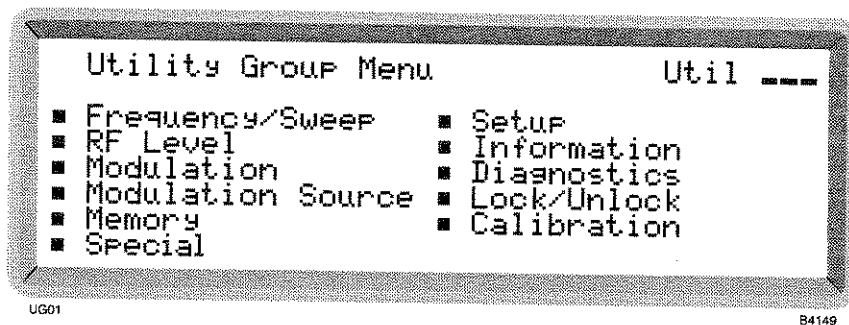 Utility Group Menu Util ___
■ Frequency/Sweep ■ Setup
■ RF Level ■ Information
■ Modulation ■ Diagnostics
■ Modulation Source ■ Lock/Unlock
■ Memory ■ Calibration
■ Special
UG01 B4149